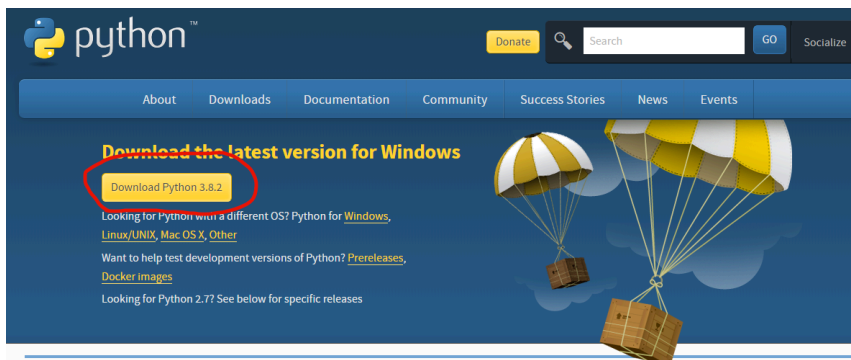 python™
Donate
Search
GO
Socialize
About Downloads Documentation Community Success Stories News Events
Download the latest version for Windows
Download Python 3.8.2
Looking for Python with a different OS? Python for Windows,
Linux/UNIX, Mac OS X, Other
Want to help test development versions of Python? Prereleases,
Docker images
Looking for Python 2.7? See below for specific releases